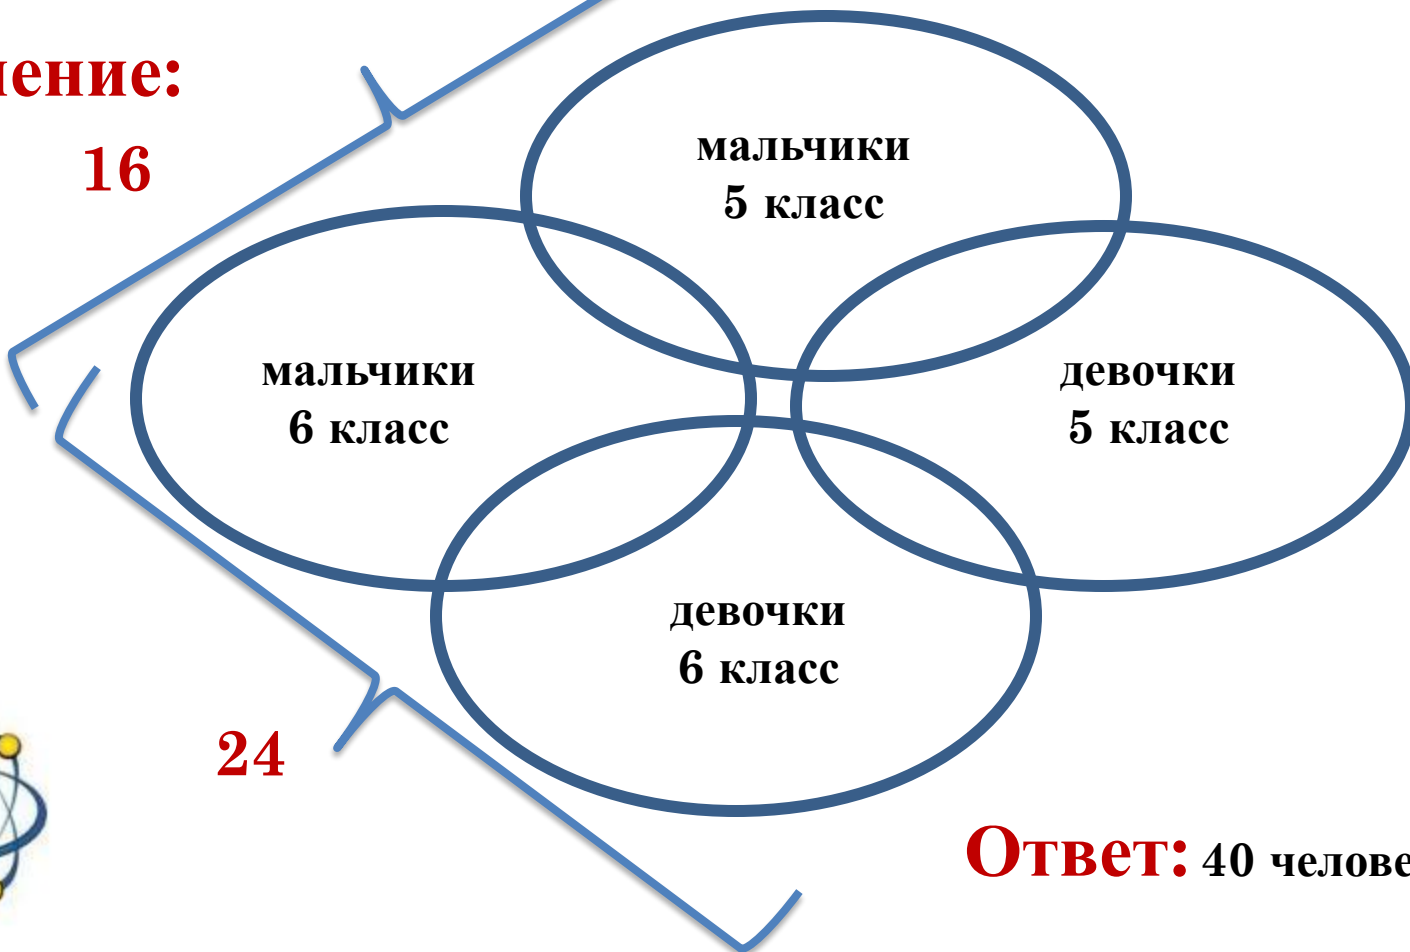 ение:
16
мальчики
5 класс
мальчики
6 класс
девочки
5 класс
девочки
6 класс
24
Ответ: 40 челове